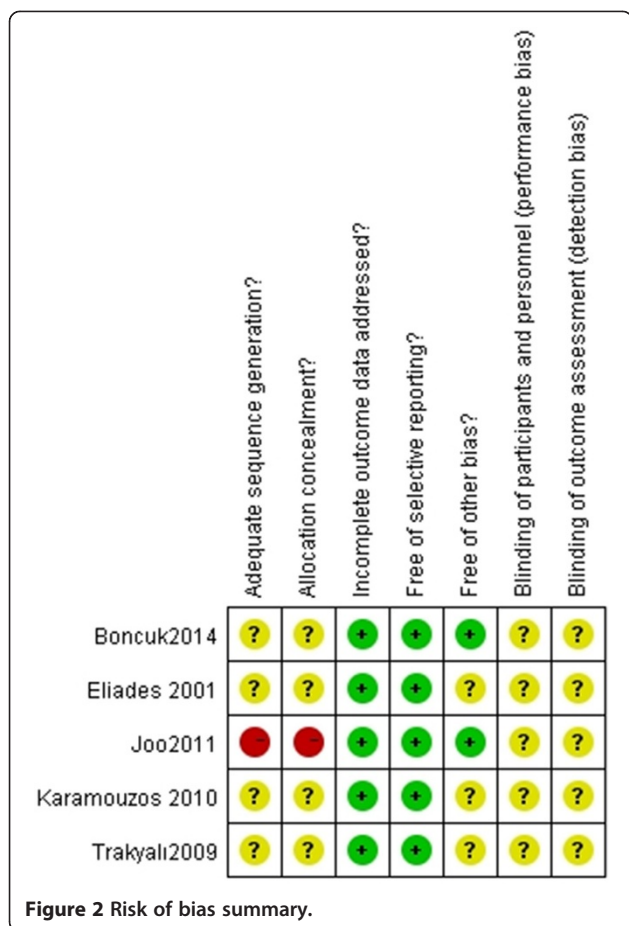 Adequate sequence generation?
Allocation concealment?
Incomplete outcome data addressed?
Free of selective reporting?
Free of other bias?
Blinding of participants and personnel (performance bias)
Blinding of outcome assessment (detection bias)
Boncuk2014 ? ? + + + ? ?
Eliades 2001 ? ? + + ? ? ?
Joo2011 - - + + + ? ?
Karamouzos 2010 ? ? + + ? ? ?
Trakyalı2009 ? ? + + ? ? ?
Figure 2 Risk of bias summary.